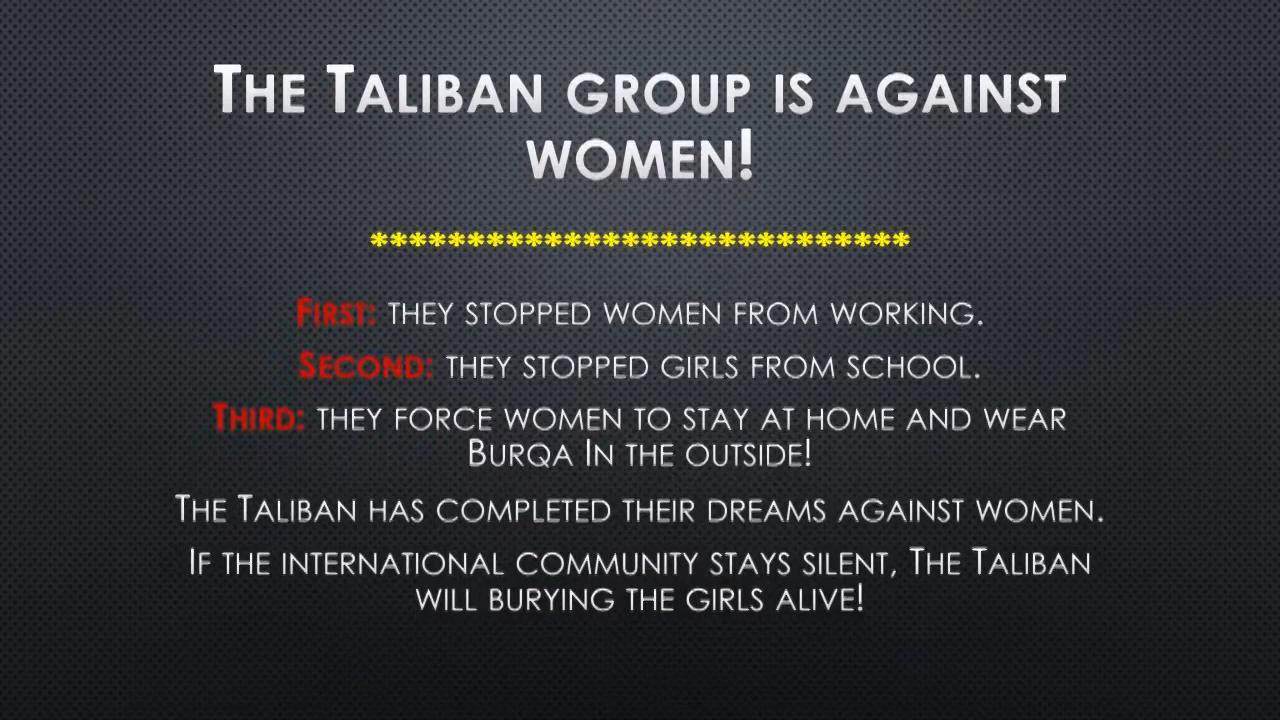 The Taliban group is against
women!
****************************
First: they stopped women from working.
Second: they stopped girls from school.
Third: they force women to stay at home and wear
Burqa In the outside!
The Taliban has completed their dreams against women.
If the international community stays silent, The Taliban
will burying the girls alive!